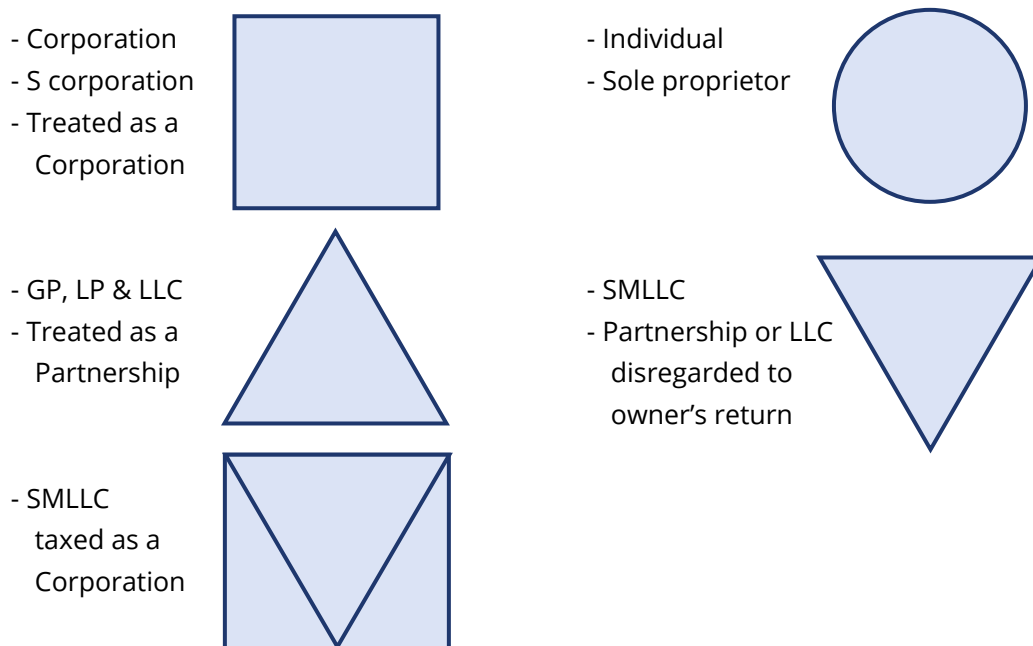 - Corporation
- S corporation
- Treated as a
Corporation
- Individual
- Sole proprietor
- GP, LP & LLC
- Treated as a
Partnership
- SMLLC
- Partnership or LLC
disregarded to
owner’s return
- SMLLC
taxed as a
Corporation